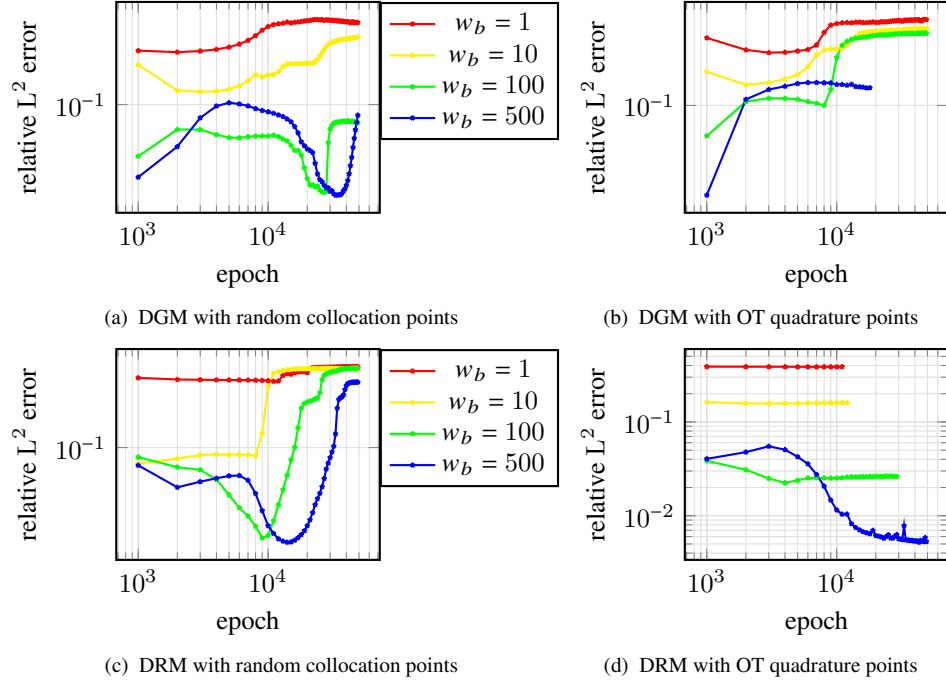 relative L² error
10⁻¹
10³
10⁴
epoch
w_b = 1
w_b = 10
w_b = 100
w_b = 500
(a) DGM with random collocation points
relative L² error
10⁻¹
10³
10⁴
epoch
(b) DGM with OT quadrature points
relative L² error
10⁻¹
10³
10⁴
epoch
w_b = 1
w_b = 10
w_b = 100
w_b = 500
(c) DRM with random collocation points
relative L² error
10⁻¹
10⁻²
10³
10⁴
epoch
(d) DRM with OT quadrature points